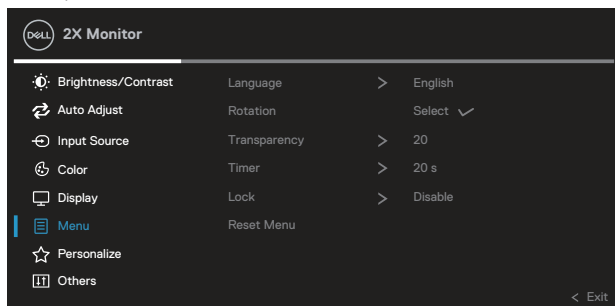 DELL 2X Monitor
Brightness/Contrast Language > English
Auto Adjust Rotation Select ✓
Input Source Transparency > 20
Color Timer > 20 s
Display Lock > Disable
Menu Reset Menu
Personalize
Others
< Exit